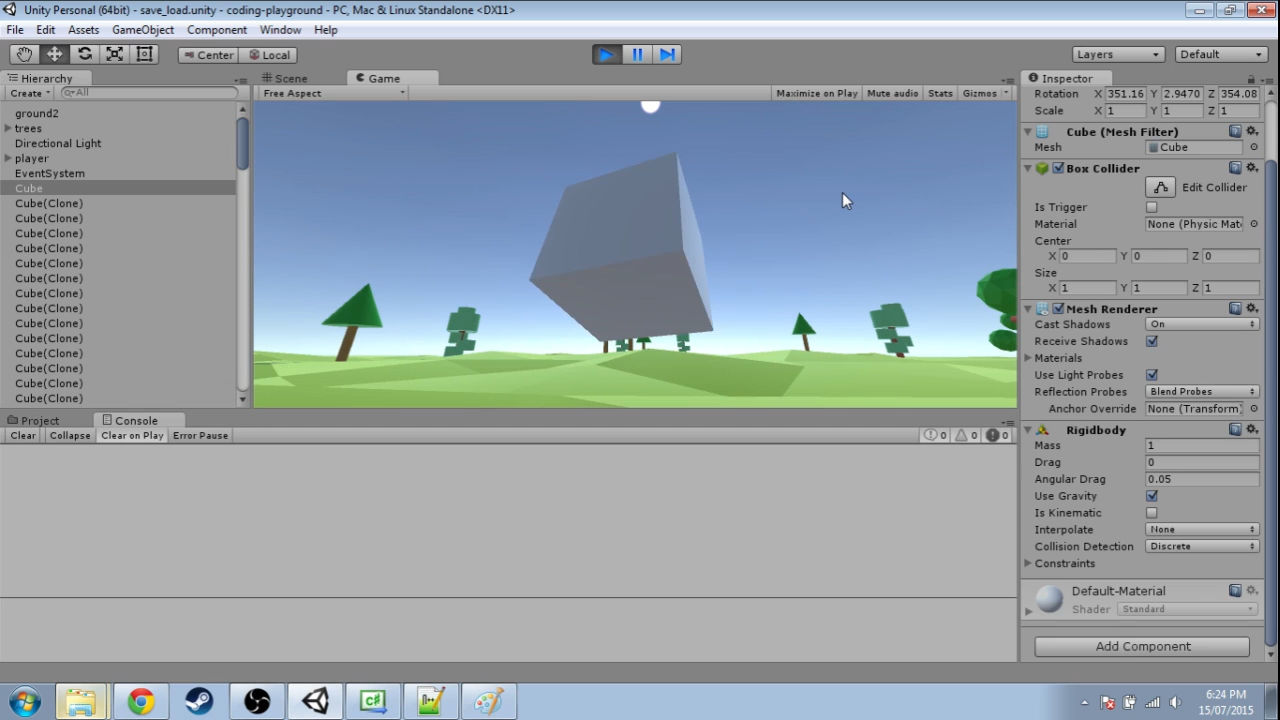 Unity Personal (64bit) - save_load.unity - coding-playground - PC, Mac & Linux Standalone <DX11>
File Edit Assets GameObject Component Window Help
Center Local Layers Default
Hierarchy
Create All
ground2
trees
Directional Light
player
EventSystem
Cube
Cube(Clone)
Cube(Clone)
Cube(Clone)
Cube(Clone)
Cube(Clone)
Cube(Clone)
Cube(Clone)
Cube(Clone)
Cube(Clone)
Cube(Clone)
Cube(Clone)
Cube(Clone)
Cube(Clone)
Cube(Clone)
Scene Game
Free Aspect Maximize on Play Mute audio Stats Gizmos
Project Console
Clear Collapse Clear on Play Error Pause 0 0 0
Inspector
Rotation X 351.16 Y 2.9470 Z 354.08
Scale X 1 Y 1 Z 1
Cube (Mesh Filter)
Mesh Cube
Box Collider
Edit Collider
Is Trigger
Material None (Physic Mat
Center
X 0 Y 0 Z 0
Size
X 1 Y 1 Z 1
Mesh Renderer
Cast Shadows On
Receive Shadows
Materials
Use Light Probes
Reflection Probes Blend Probes
Anchor Override None (Transform)
Rigidbody
Mass 1
Drag 0
Angular Drag 0.05
Use Gravity
Is Kinematic
Interpolate None
Collision Detection Discrete
Constraints
Default-Material
Shader Standard
Add Component
C#
6:24 PM
15/07/2015